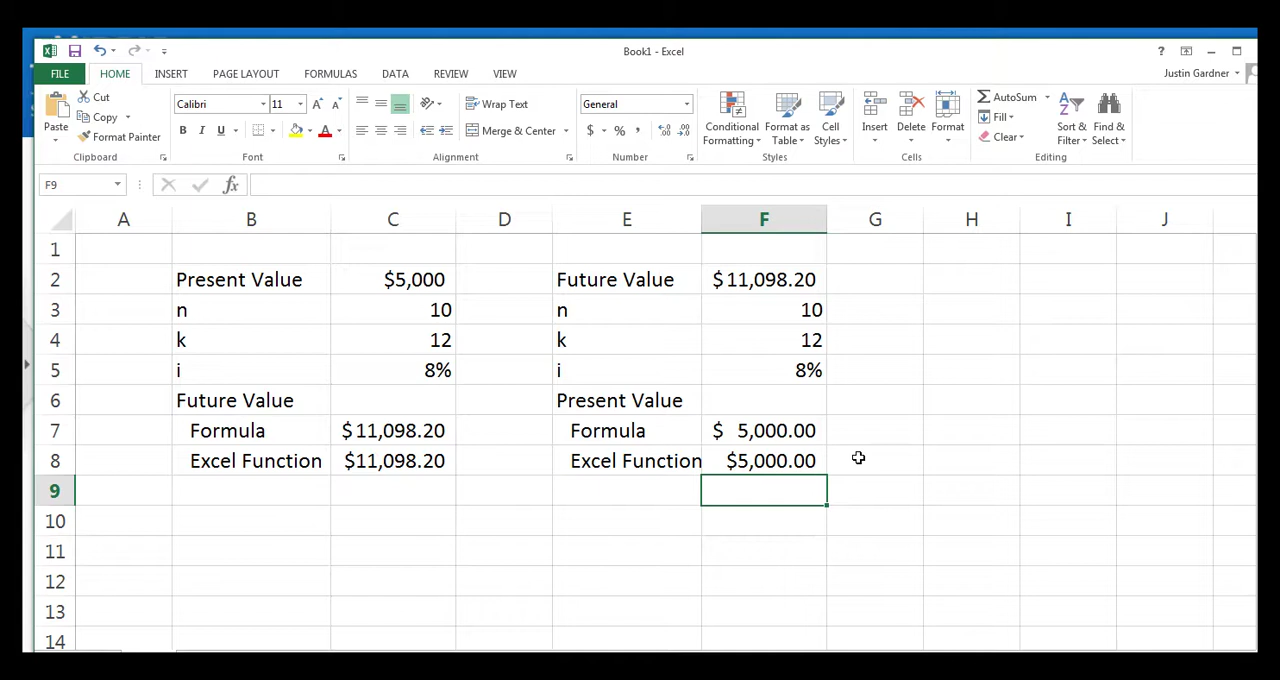 Book1 - Excel
?
FILE HOME INSERT PAGE LAYOUT FORMULAS DATA REVIEW VIEW
Justin Gardner
Paste
Cut
Copy
Format Painter
Clipboard
Calibri 11 A A
B I U A
Font
Wrap Text
Merge & Center
Alignment
General
$ % ,
Number
Conditional Formatting
Format as Table
Cell Styles
Styles
Insert
Delete
Format
Cells
AutoSum
Fill
Clear
Sort & Filter
Find & Select
Editing
F9 fx
A B C D E F G H I J
1
2 Present Value $5,000 Future Value $ 11,098.20
3 n 10 n 10
4 k 12 k 12
5 i 8% i 8%
6 Future Value Present Value
7 Formula $ 11,098.20 Formula $ 5,000.00
8 Excel Function $11,098.20 Excel Function $5,000.00
9
10
11
12
13
14